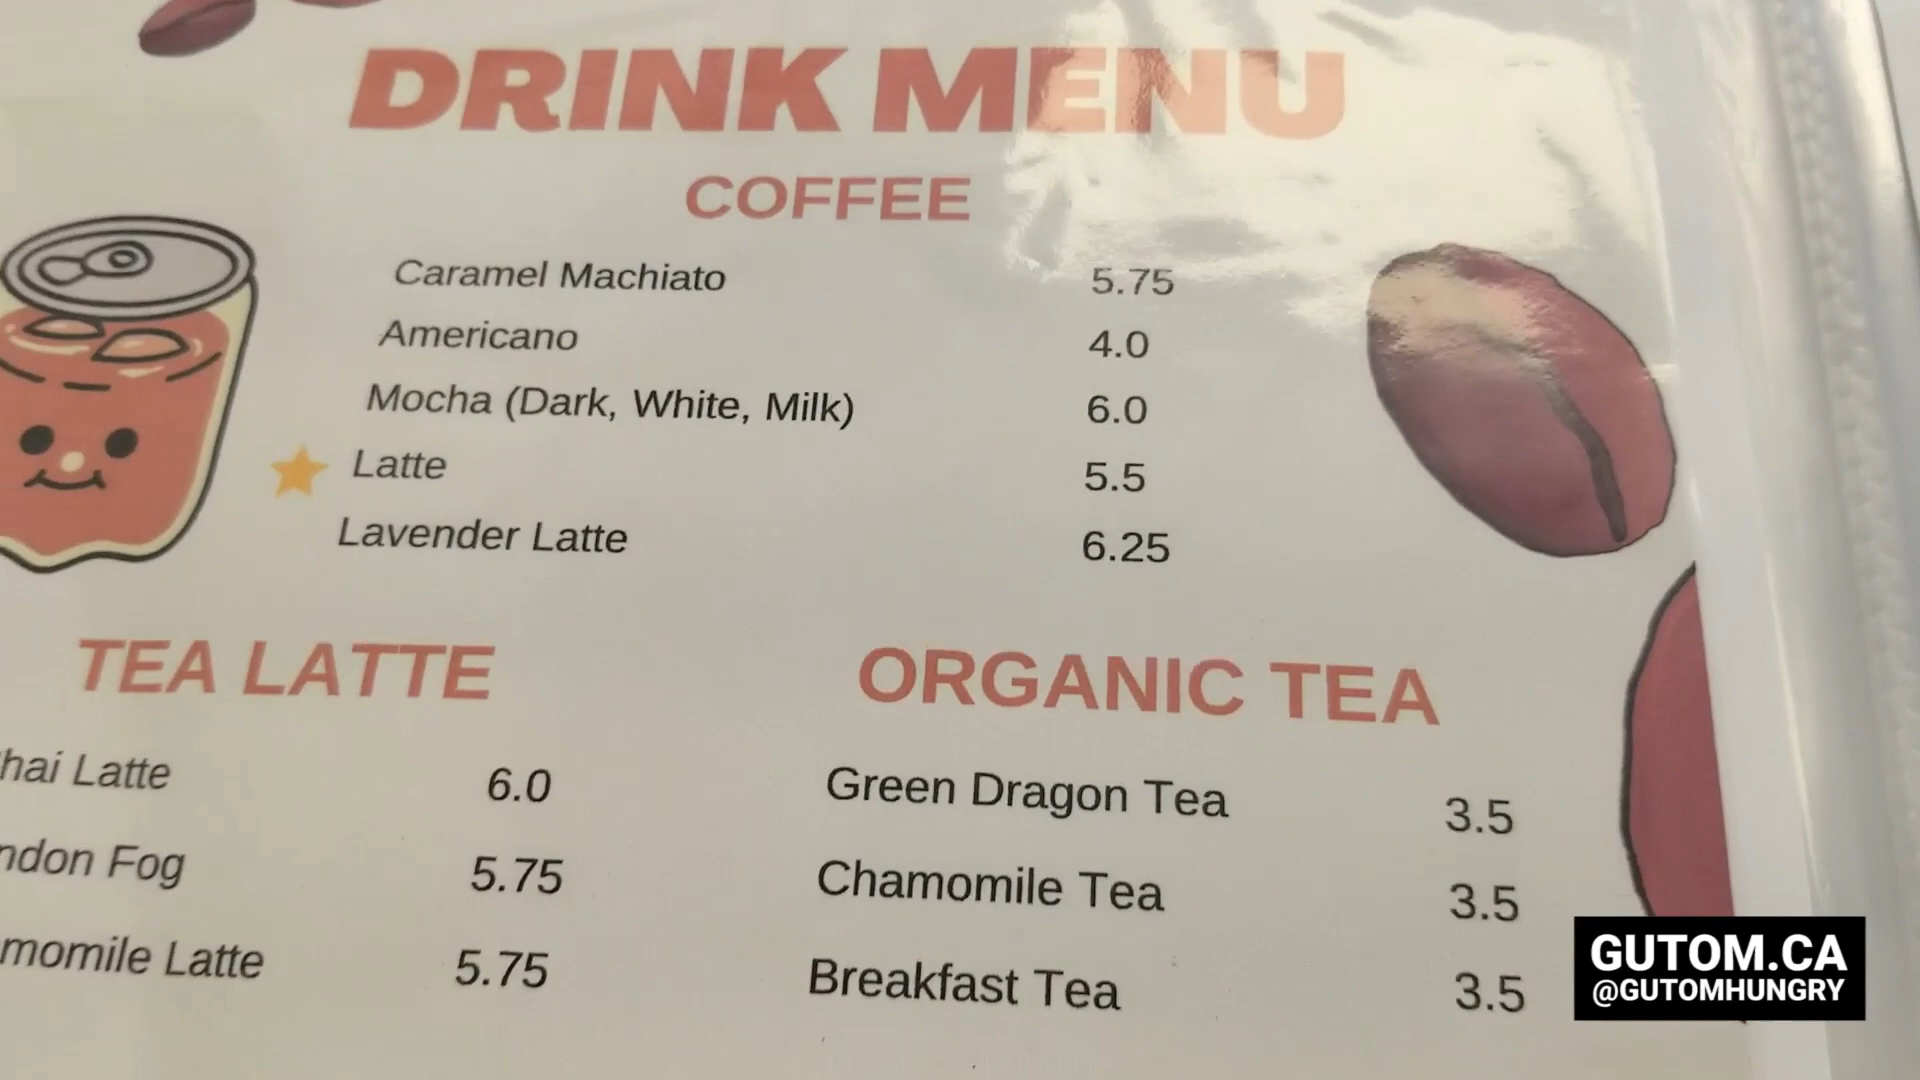 DRINK MENU
COFFEE
Caramel Machiato 5.75
Americano 4.0
Mocha (Dark, White, Milk) 6.0
Latte 5.5
Lavender Latte 6.25
TEA LATTE
hai Latte 6.0
ndon Fog 5.75
momile Latte 5.75
ORGANIC TEA
Green Dragon Tea 3.5
Chamomile Tea 3.5
Breakfast Tea 3.5
GUTOM.CA
@GUTOMHUNGRY